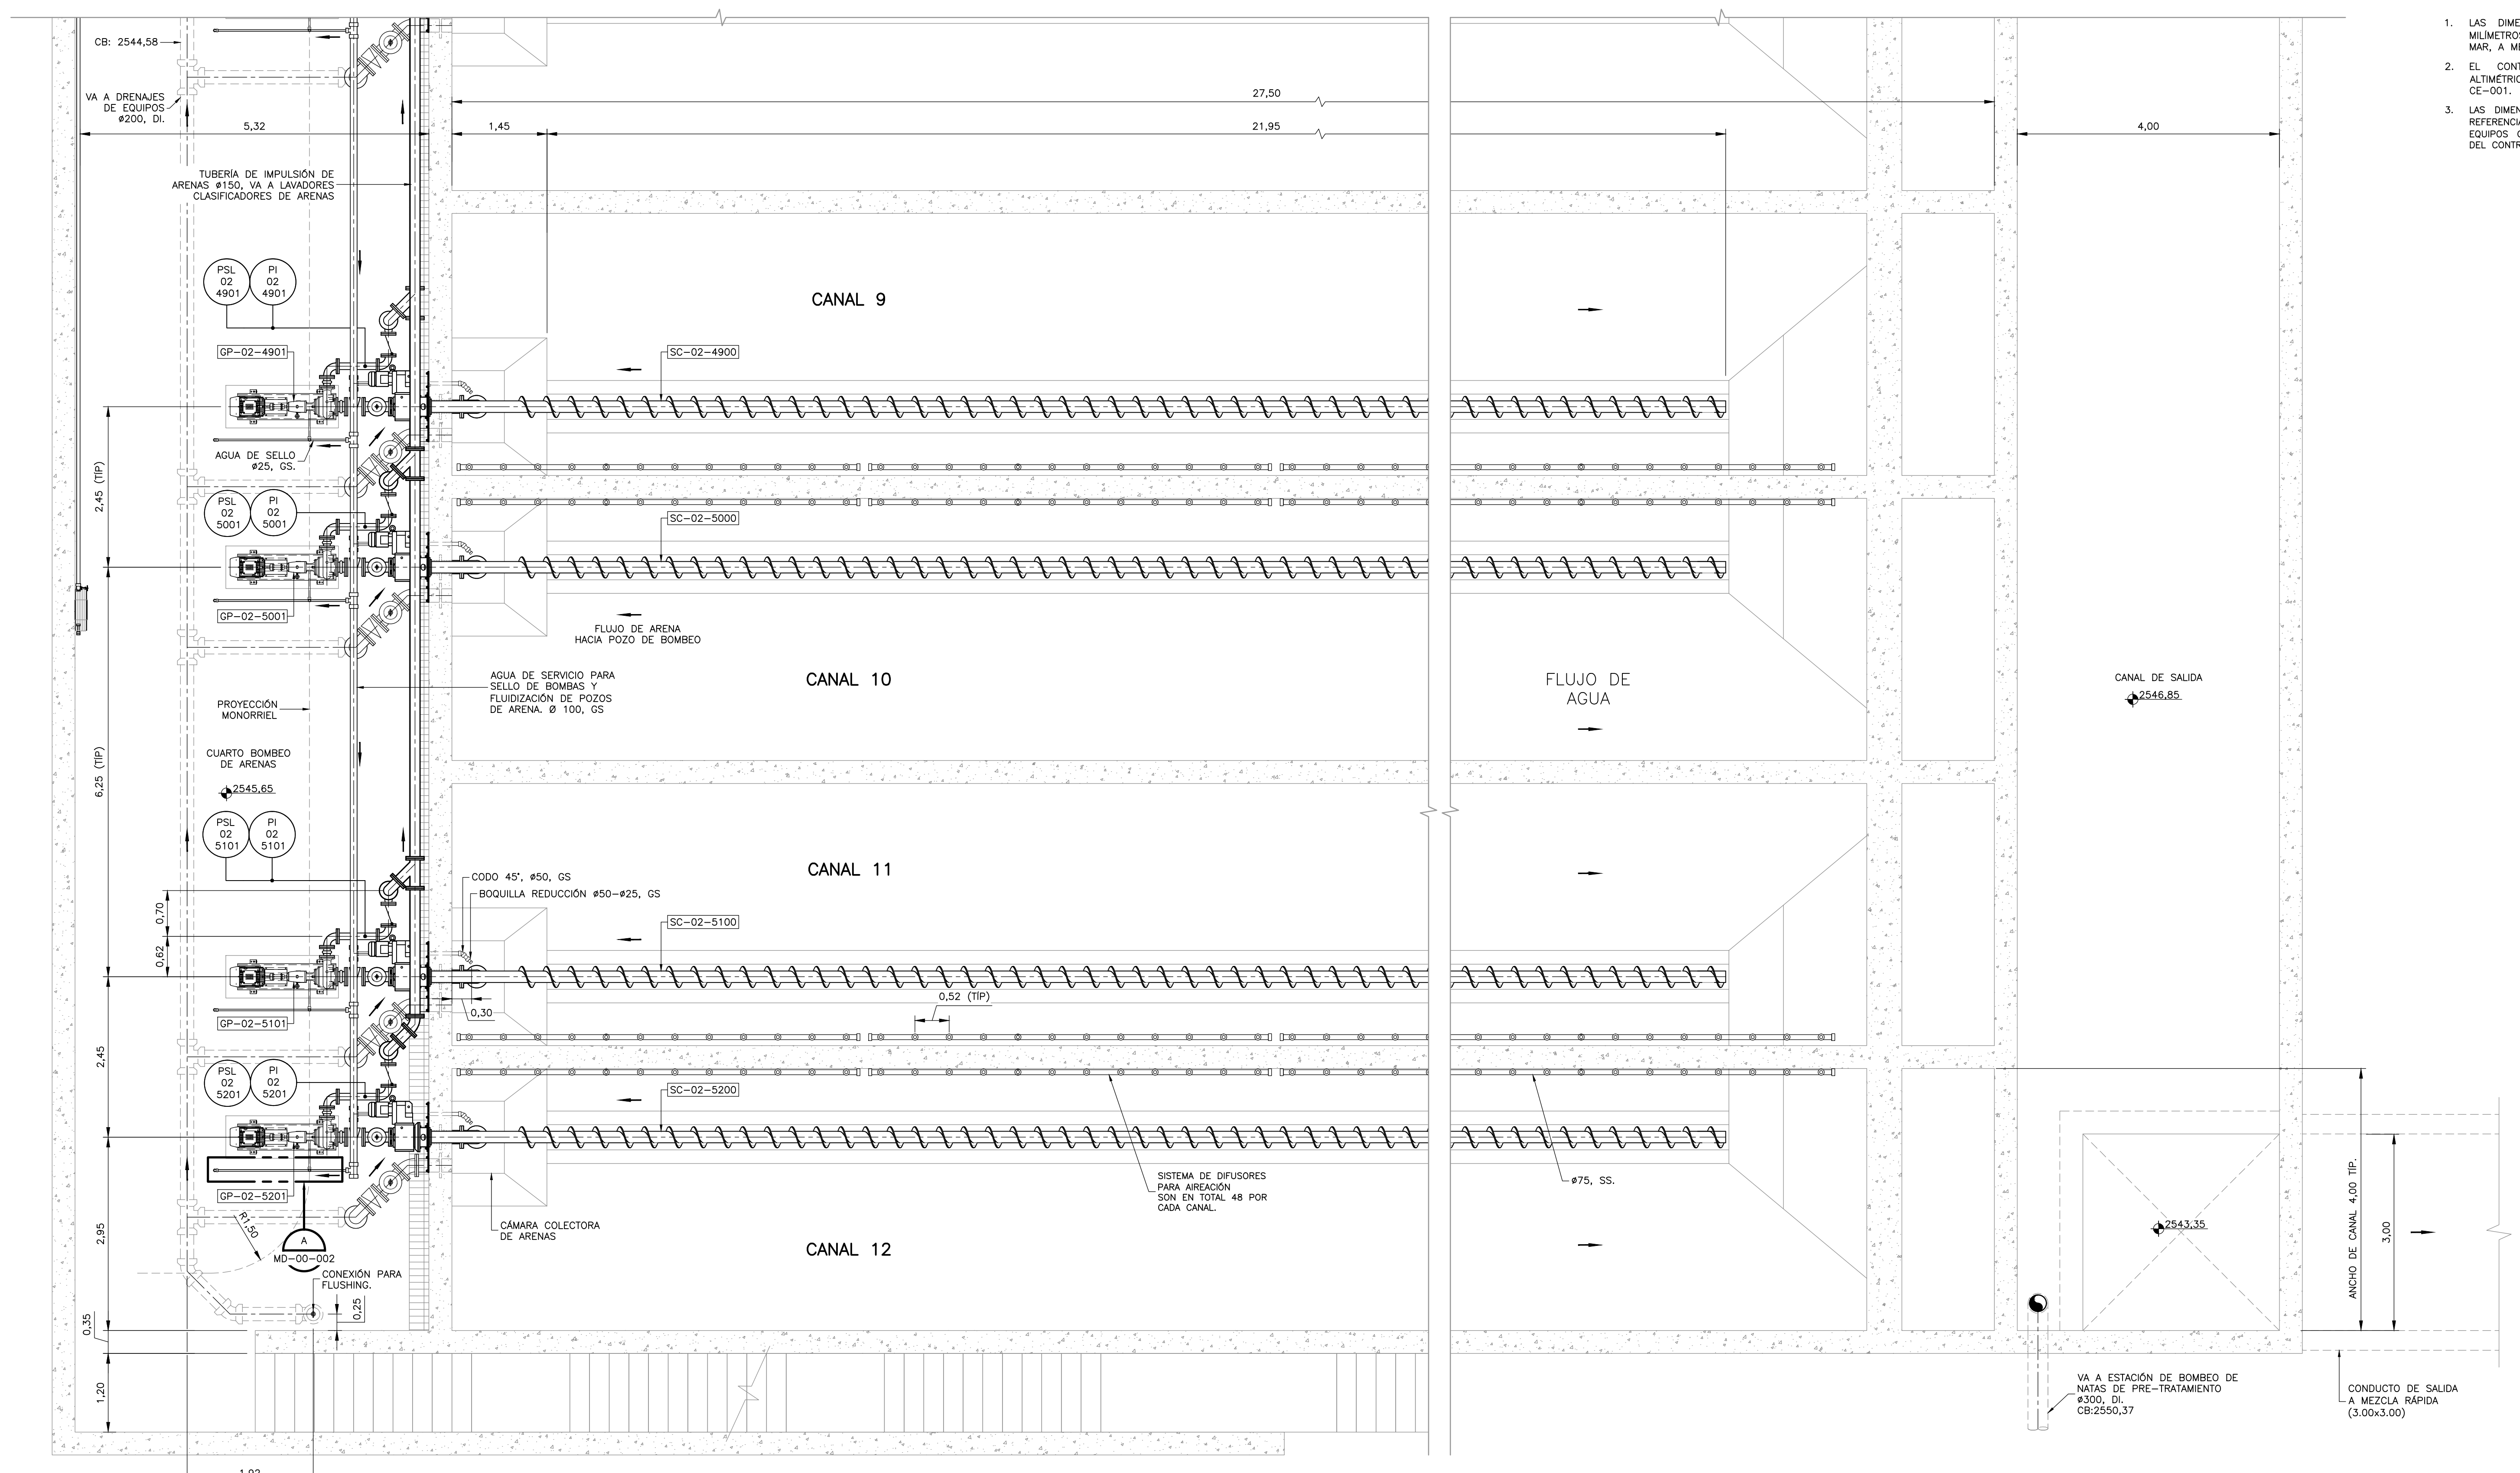 CB: 2544,58
VA A DRENAJES
DE EQUIPOS
ø200, DI.
5,32
1,45
27,50
21,95
4,00
1. LAS DIME
MILÍMETROS
MAR, A ME
2. EL CONT
ALTIMÉTRIC
CE-001.
3. LAS DIMEN
REFERENCIA
EQUIPOS
DEL CONTR
TUBERÍA DE IMPULSIÓN DE
ARENAS ø150, VA A LAVADORES
CLASIFICADORES DE ARENAS
PSL
02
4901
PI
02
4901
CANAL 9
GP-02-4901
SC-02-4900
AGUA DE SELLO
ø25, GS.
2,45 (TÍP)
PSL
02
5001
PI
02
5001
SC-02-5000
GP-02-5001
FLUJO DE ARENA
HACIA POZO DE BOMBEO
AGUA DE SERVICIO PARA
SELLO DE BOMBAS Y
FLUIDIZACIÓN DE POZOS
DE ARENA. Ø 100, GS
CANAL 10
FLUJO DE
AGUA
CANAL DE SALIDA
2546,85
PROYECCIÓN
MONORRIEL
CUARTO BOMBEO
DE ARENAS
2545,65
6,25 (TÍP)
PSL
02
5101
PI
02
5101
CANAL 11
CODO 45°, ø50, GS
BOQUILLA REDUCCIÓN ø50-ø25, GS
0,70
0,62
SC-02-5100
GP-02-5101
0,30
0,52 (TÍP)
2,45
PSL
02
5201
PI
02
5201
SC-02-5200
GP-02-5201
SISTEMA DE DIFUSORES
PARA AIREACIÓN
SON EN TOTAL 48 POR
CADA CANAL.
ø75, SS.
CÁMARA COLECTORA
DE ARENAS
R1,50
A
MD-00-002
CANAL 12
2,95
CONEXIÓN PARA
FLUSHING.
0,25
0,35
1,20
1,92
2543,35
ANCHO DE CANAL 4,00 TÍP.
3,00
VA A ESTACIÓN DE BOMBEO DE
NATAS DE PRE-TRATAMIENTO
ø300, DI.
CB:2550,37
CONDUCTO DE SALIDA
A MEZCLA RÁPIDA
(3.00x3.00)